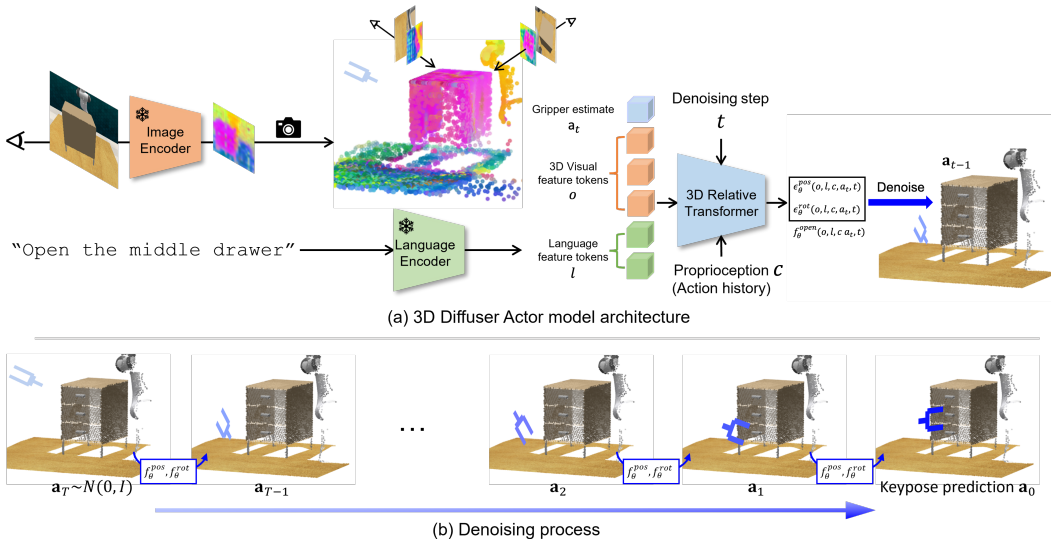 Image
Encoder
"Open the middle drawer"
Language
Encoder
Gripper estimate
a_t
3D Visual
feature tokens
o
Language
feature tokens
l
Denoising step
t
3D Relative
Transformer
Proprioception C
(Action history)
ϵ_θ^{pos}(o, l, c, a_t, t)
ϵ_θ^{rot}(o, l, c, a_t, t)
f_θ^{open}(o, l, c a_t, t)
Denoise
a_{t−1}
(a) 3D Diffuser Actor model architecture
f_θ^{pos}, f_θ^{rot}
...
f_θ^{pos}, f_θ^{rot}
f_θ^{pos}, f_θ^{rot}
a_T~N(0, I)
a_{T−1}
a_2
a_1
Keypose prediction a_0
(b) Denoising process